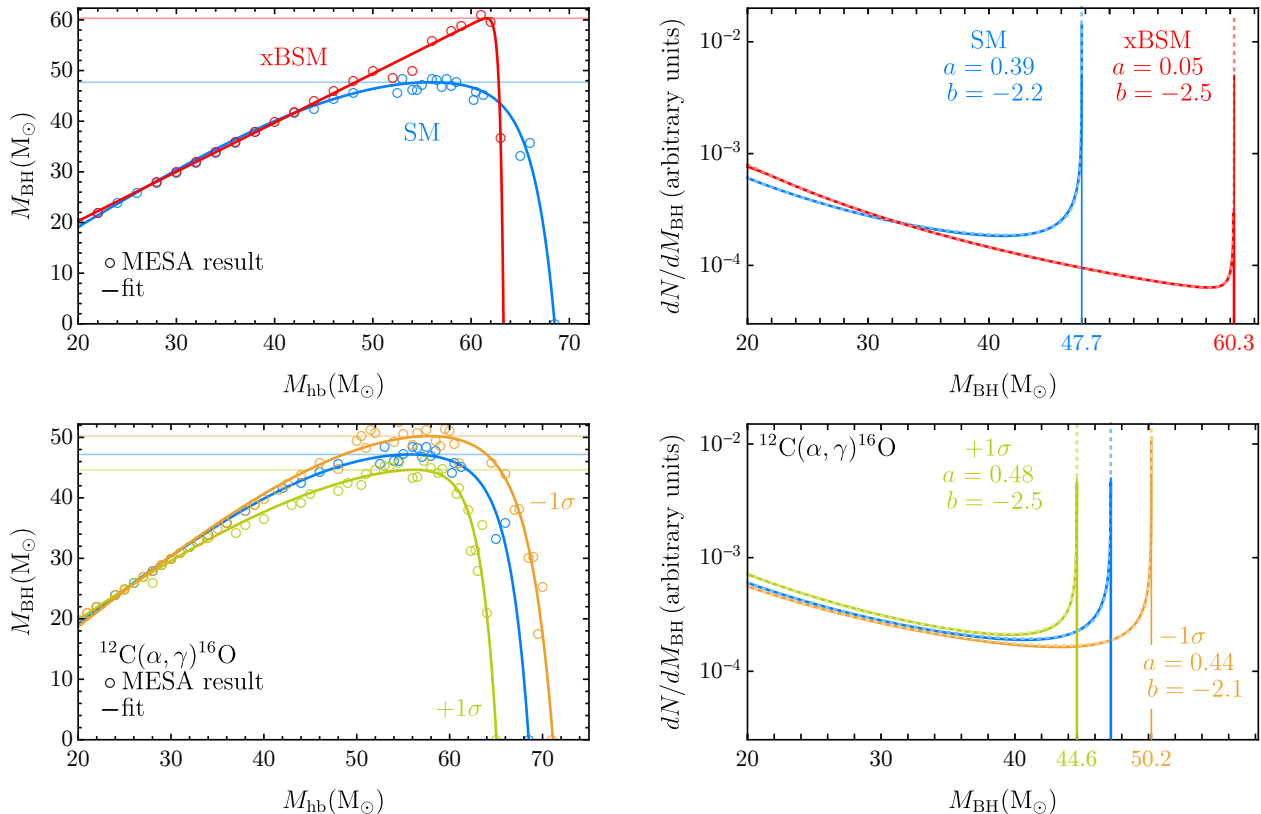 60
50
40
30
20
10
0
M_BH(M_⊙)
xBSM
SM
MESA result
fit
20 30 40 50 60 70
M_hb(M_⊙)
10⁻²
10⁻³
10⁻⁴
dN/dM_BH (arbitrary units)
SM
a = 0.39
b = −2.2
xBSM
a = 0.05
b = −2.5
20 30 40 47.7 60.3
M_BH(M_⊙)
50
40
30
20
10
0
M_BH(M_⊙)
−1σ
¹²C(α, γ)¹⁶O
MESA result
fit
+1σ
20 30 40 50 60 70
M_hb(M_⊙)
10⁻²
10⁻³
10⁻⁴
dN/dM_BH (arbitrary units)
¹²C(α, γ)¹⁶O
+1σ
a = 0.48
b = −2.5
−1σ
a = 0.44
b = −2.1
20 30 40 44.6 50.2
M_BH(M_⊙)